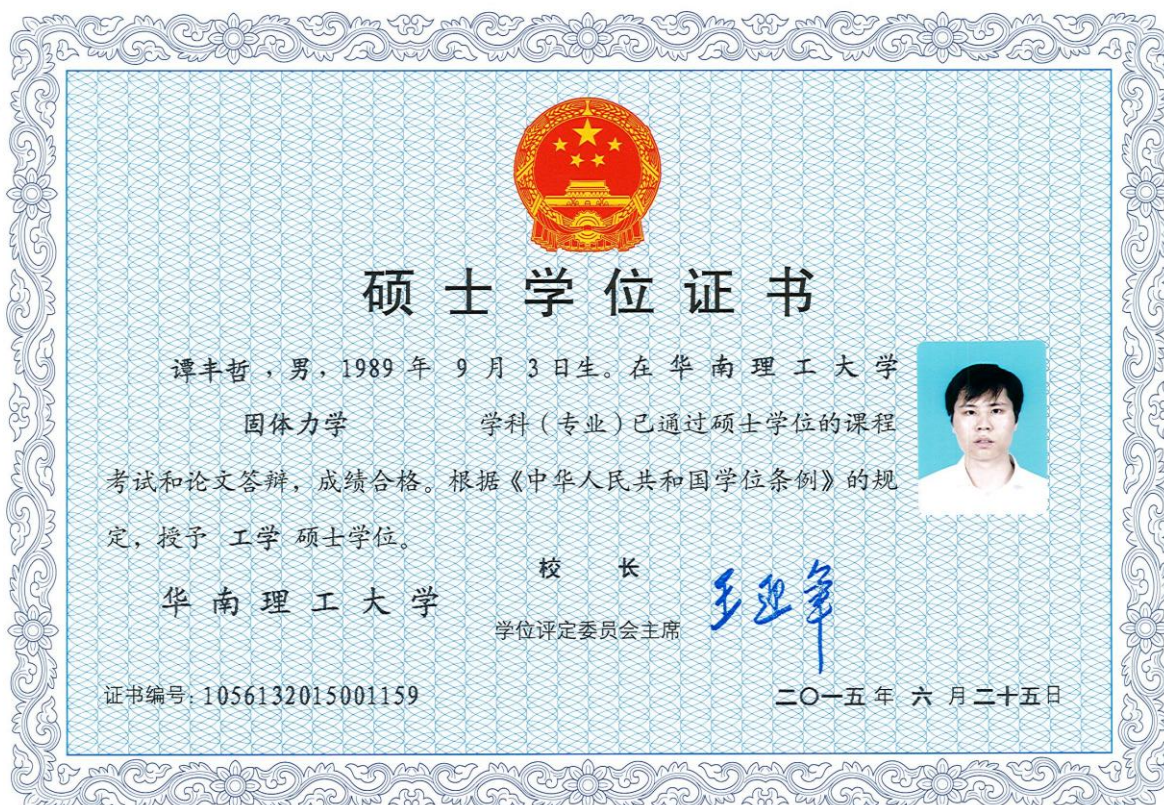 硕士学位证书
谭丰哲，男，1989 年 9 月 3 日生。在 华南理工大学
固体力学 学科（专业）已通过硕士学位的课程
考试和论文答辩，成绩合格。根据《中华人民共和国学位条例》的规
定，授予 工学 硕士学位。
校 长
华南理工大学
学位评定委员会主席
证书编号：1056132015001159
二〇一五 年 六 月 二十五 日